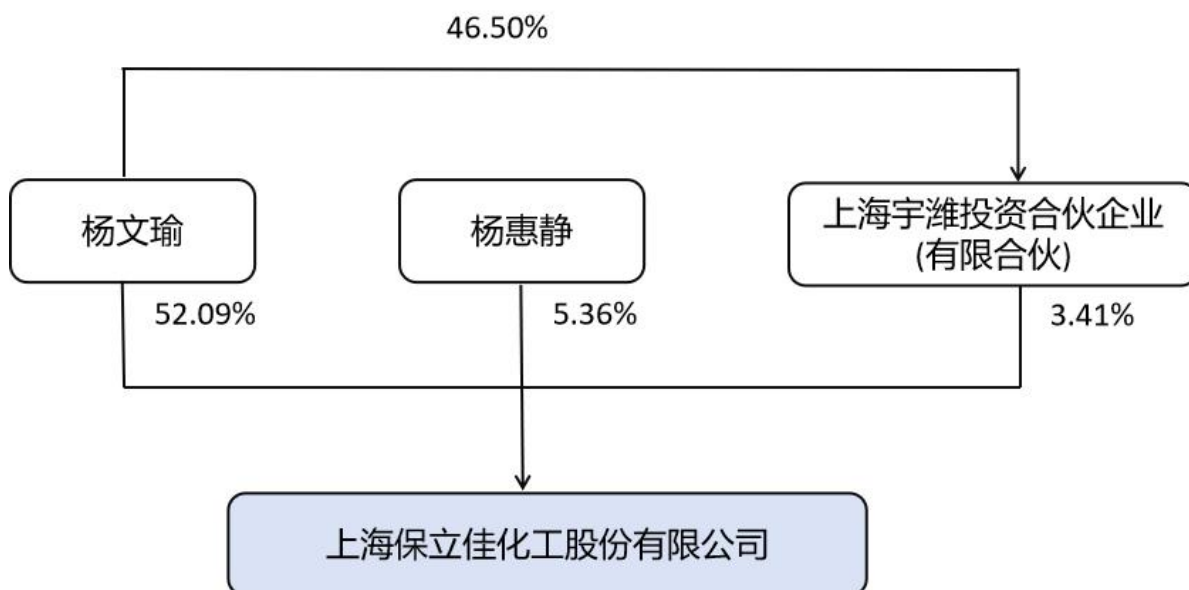 46.50%
杨文瑜
杨惠静
上海宇潍投资合伙企业
(有限合伙)
52.09%
5.36%
3.41%
上海保立佳化工股份有限公司